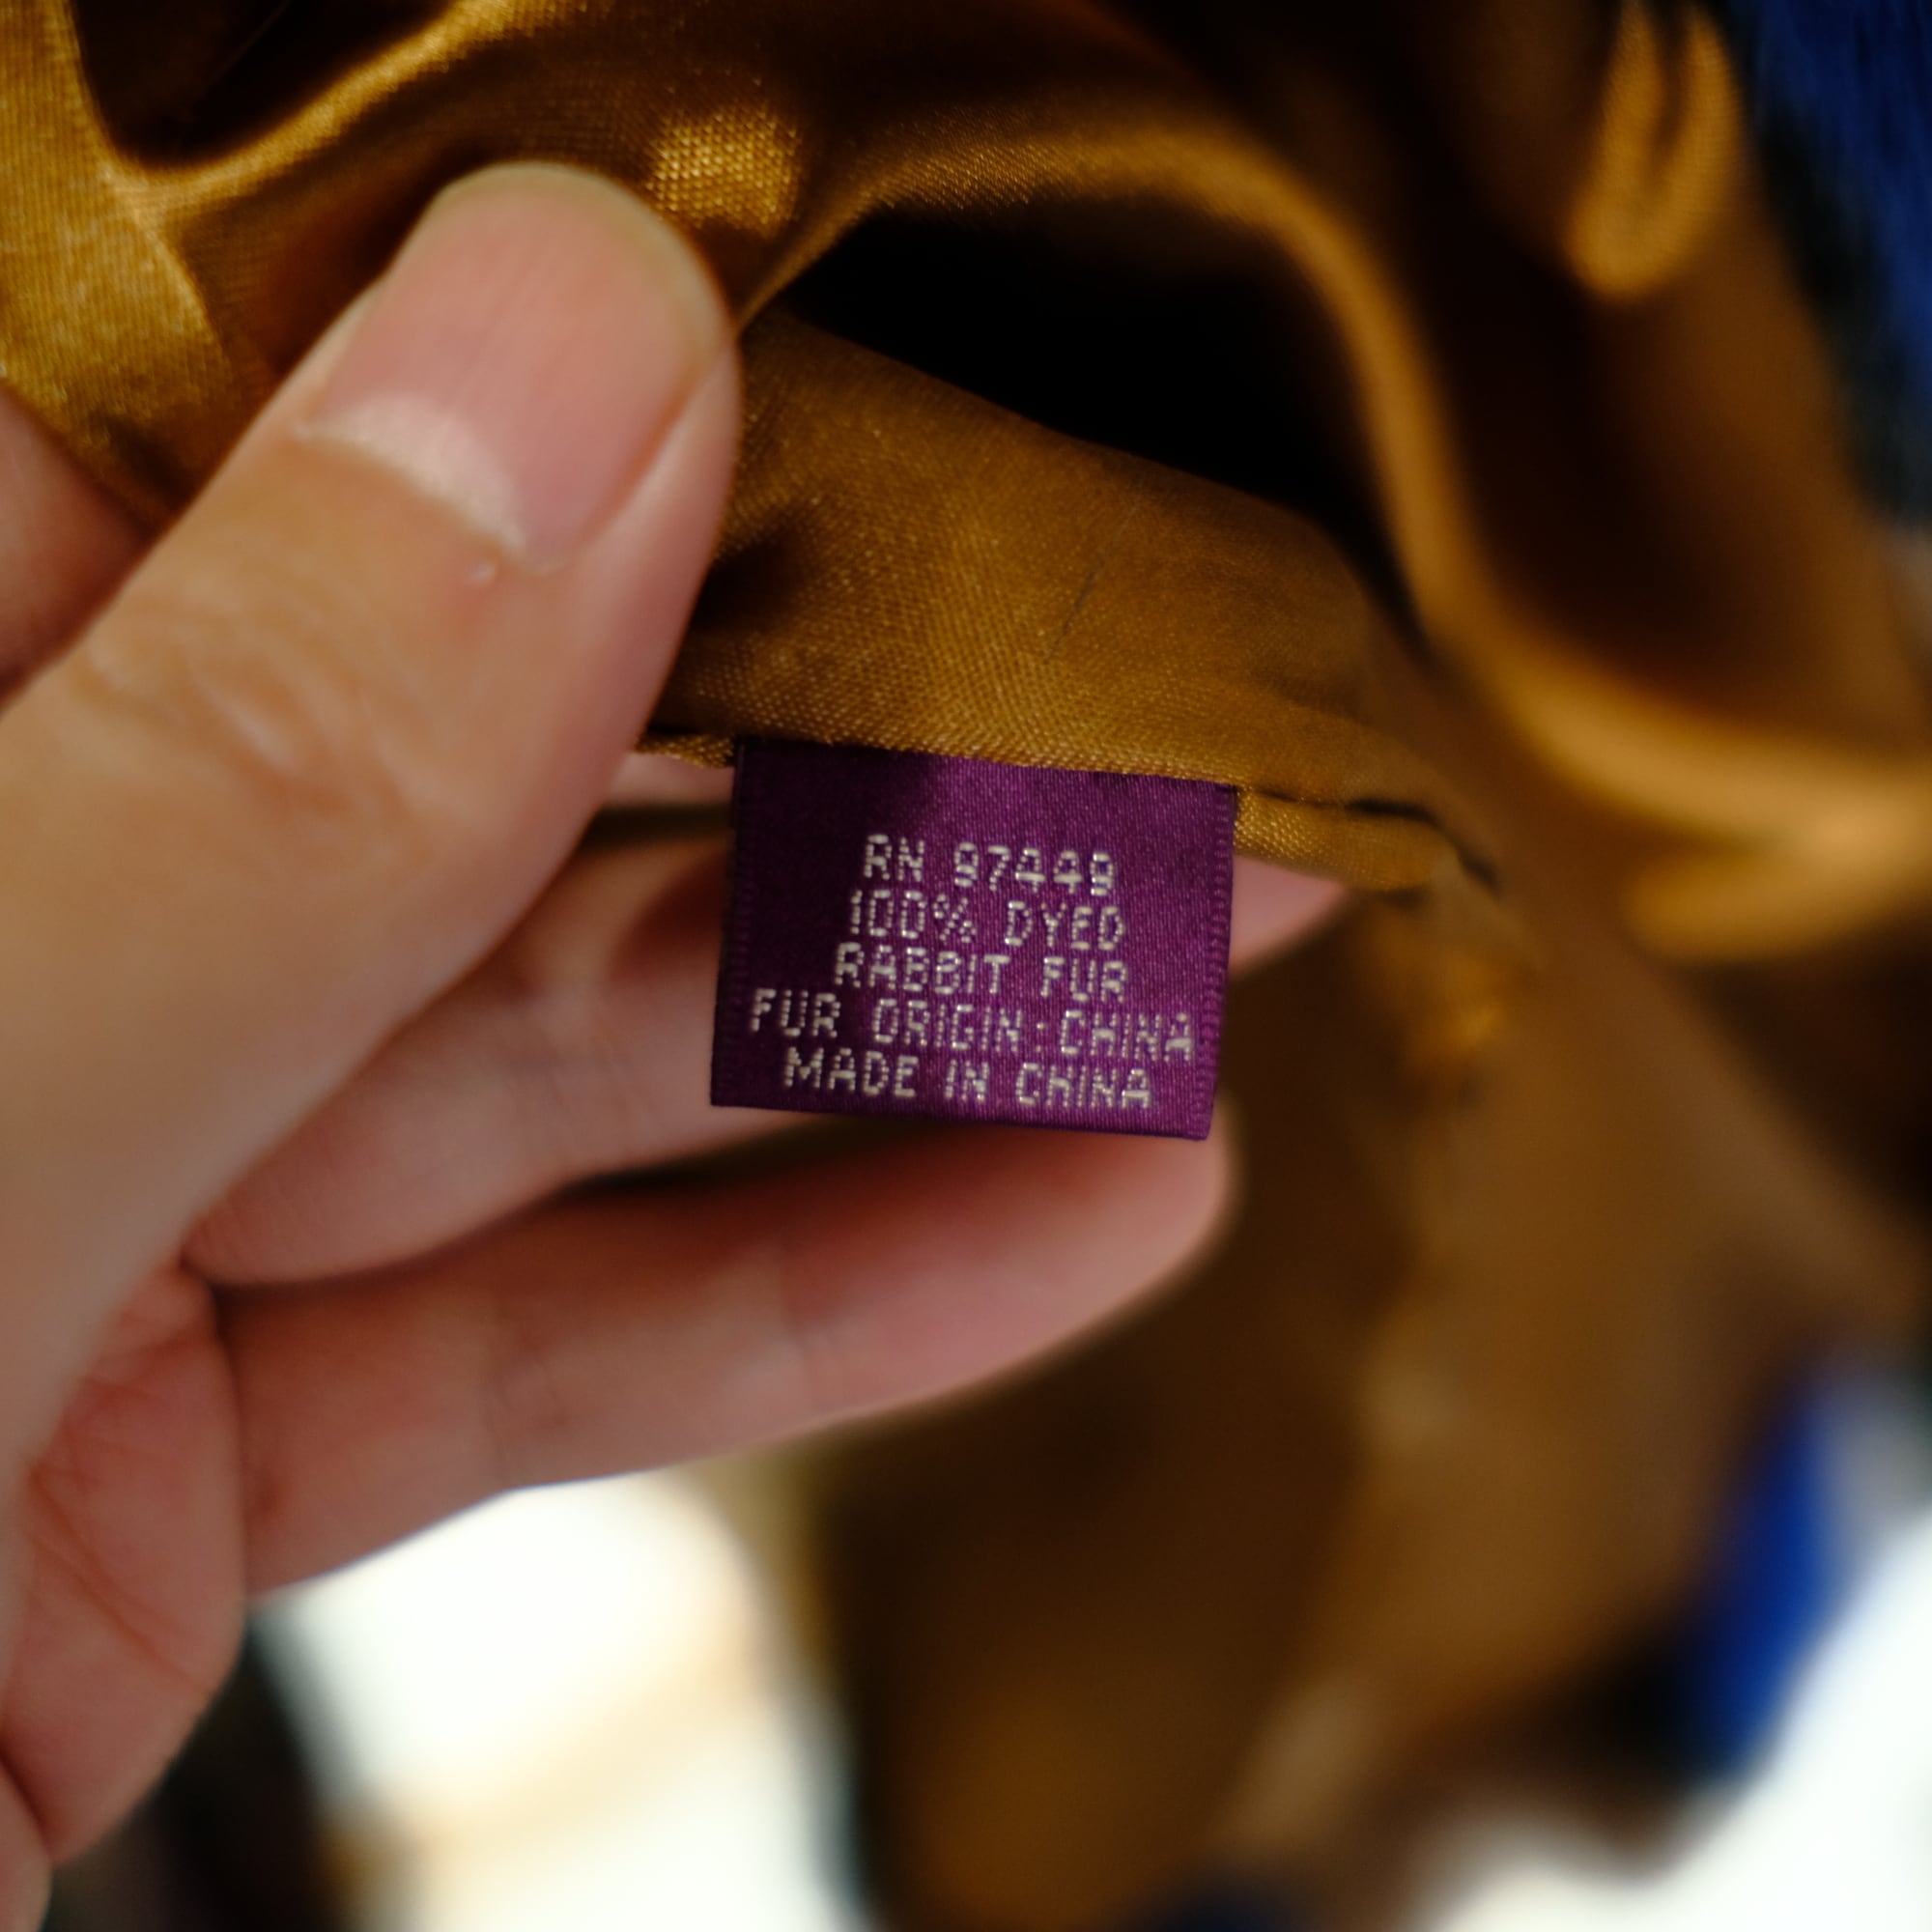 RN 97449
100% DYED
RABBIT FUR
FUR ORIGIN:CHINA
MADE IN CHINA